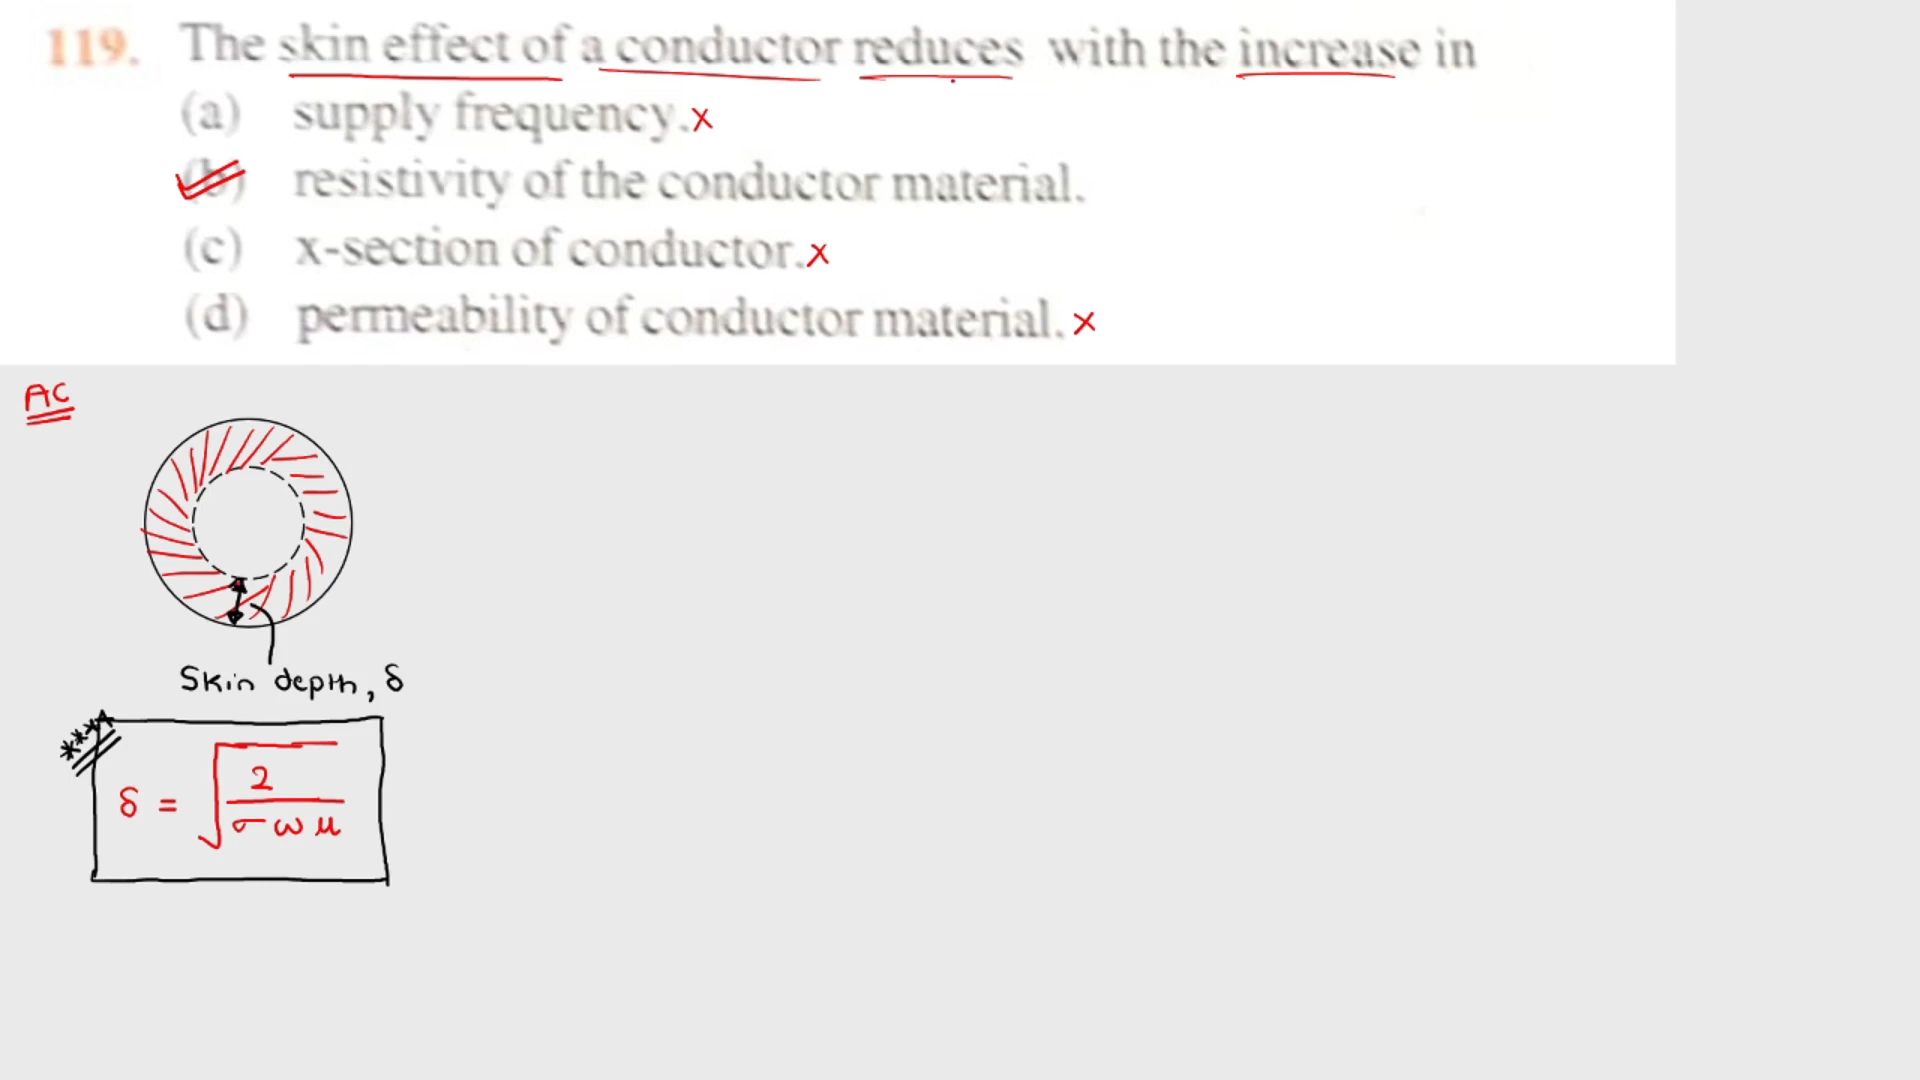 119. The skin effect of a conductor reduces with the increase in
(a) supply frequency. x
(b) resistivity of the conductor material.
(c) x-section of conductor. x
(d) permeability of conductor material. x
AC
Skin depth, δ
***
δ = √(2 / σωμ)